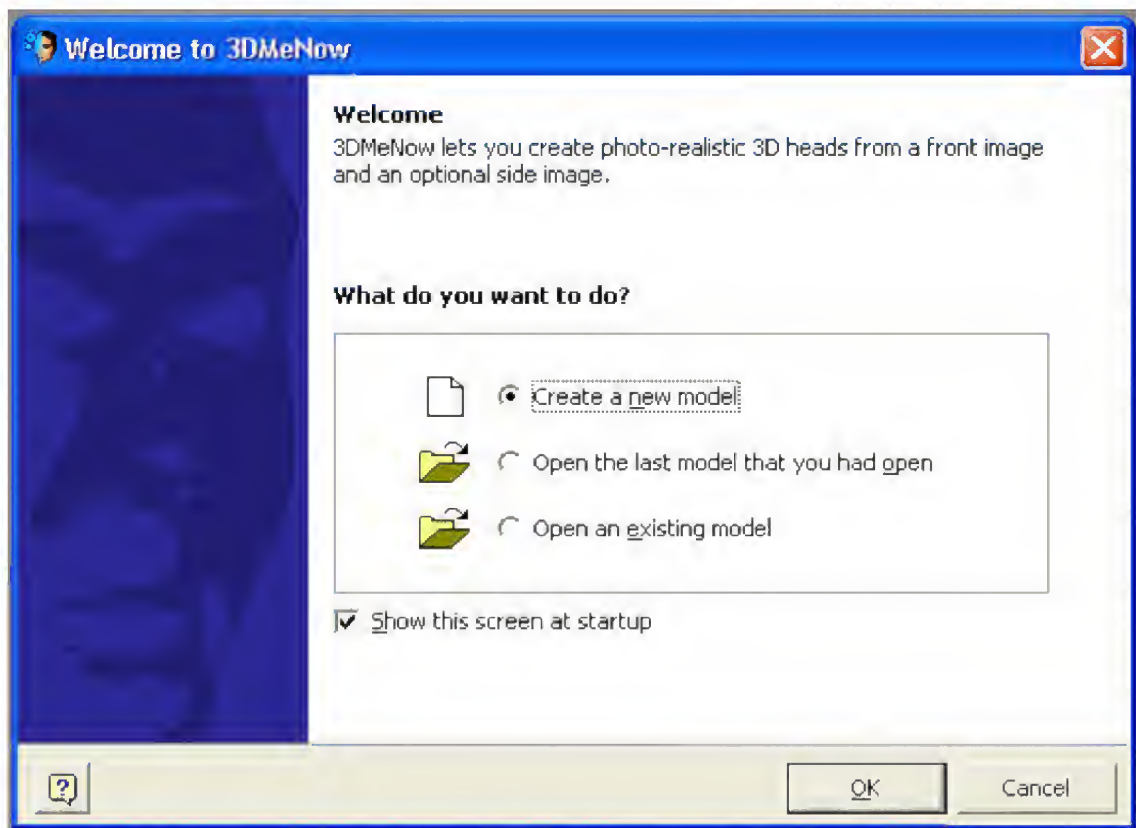 Welcome to 3DMeNow
Welcome
3DMeNow lets you create photo-realistic 3D heads from a front image
and an optional side image.
What do you want to do?
Create a new model
Open the last model that you had open
Open an existing model
Show this screen at startup
?
OK
Cancel